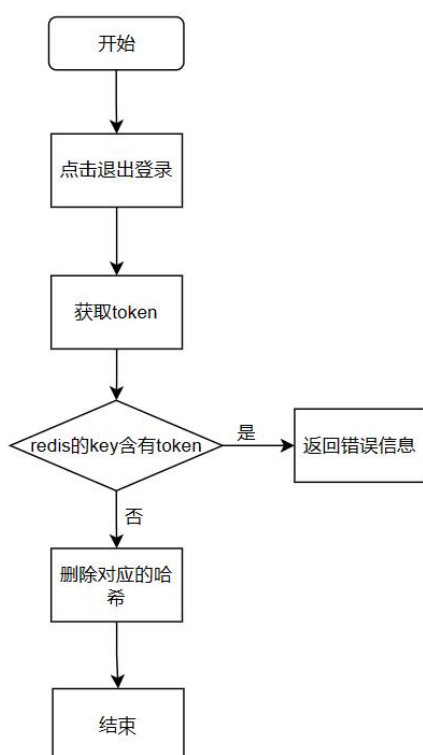 开始
点击退出登录
获取token
redis的key含有token
是
返回错误信息
否
删除对应的哈
希
结束